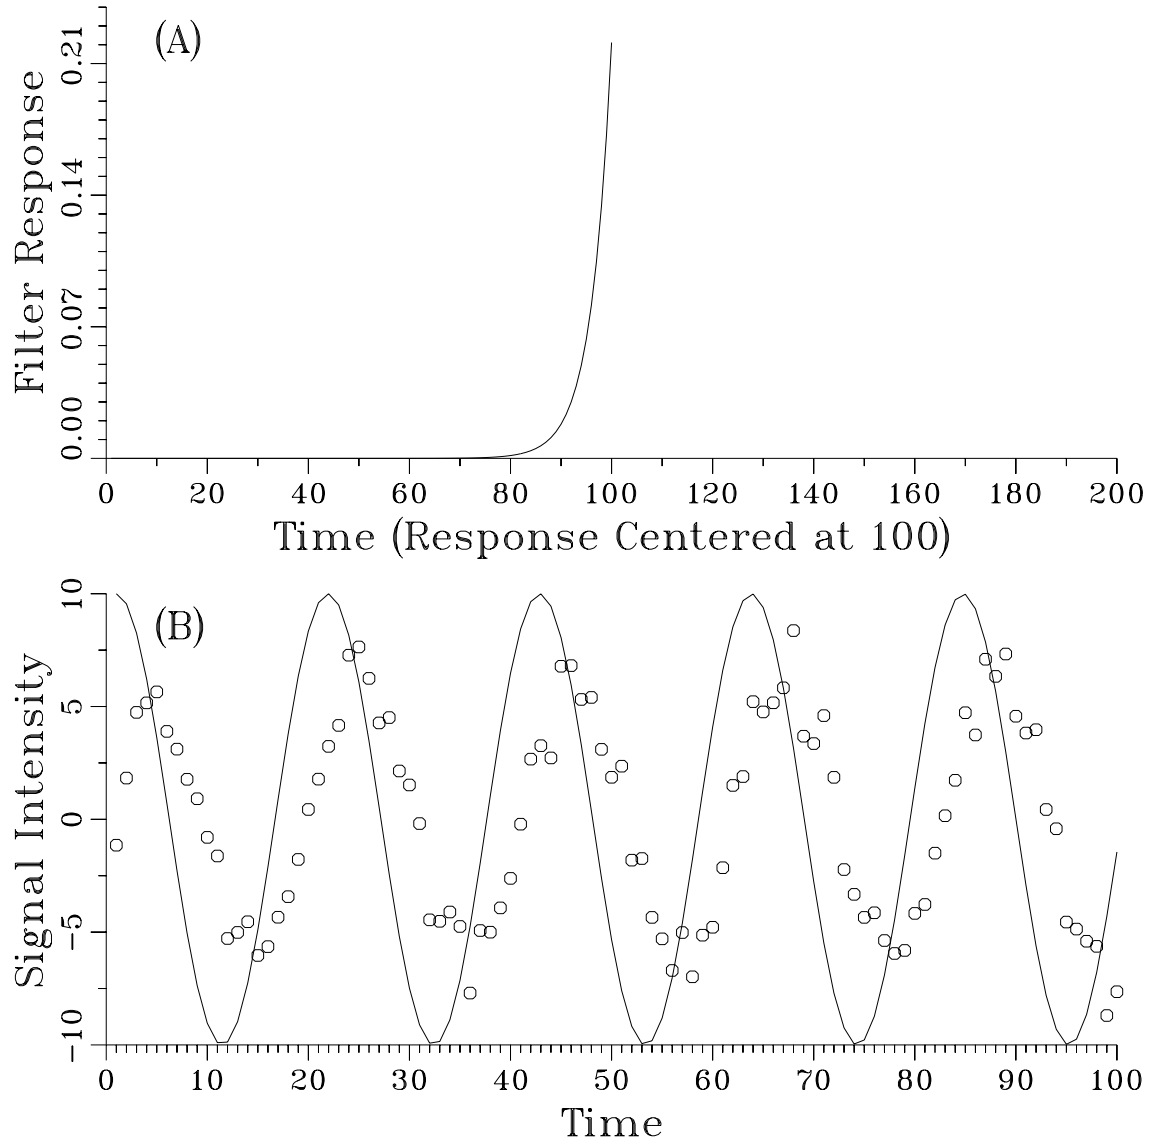 (A)
Filter Response
0.21
0.14
0.07
0.00
0 20 40 60 80 100 120 140 160 180 200
Time (Response Centered at 100)
(B)
Signal Intensity
10
5
0
−5
−10
0 10 20 30 40 50 60 70 80 90 100
Time